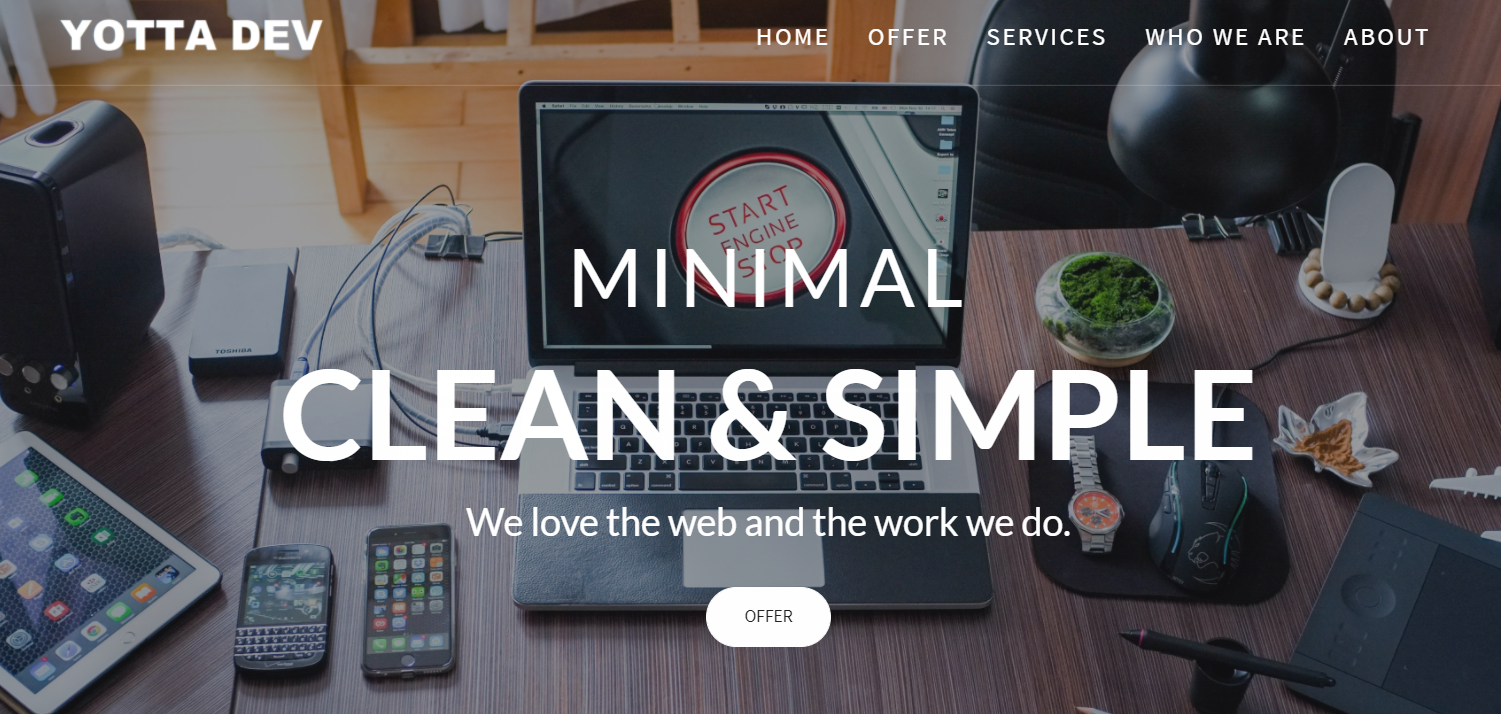 YOTTA DEV
HOME OFFER SERVICES WHO WE ARE ABOUT
START
ENGINE
STOP
MINIMAL
TOSHIBA
CLEAN & SIMPLE
We love the web and the work we do.
OFFER